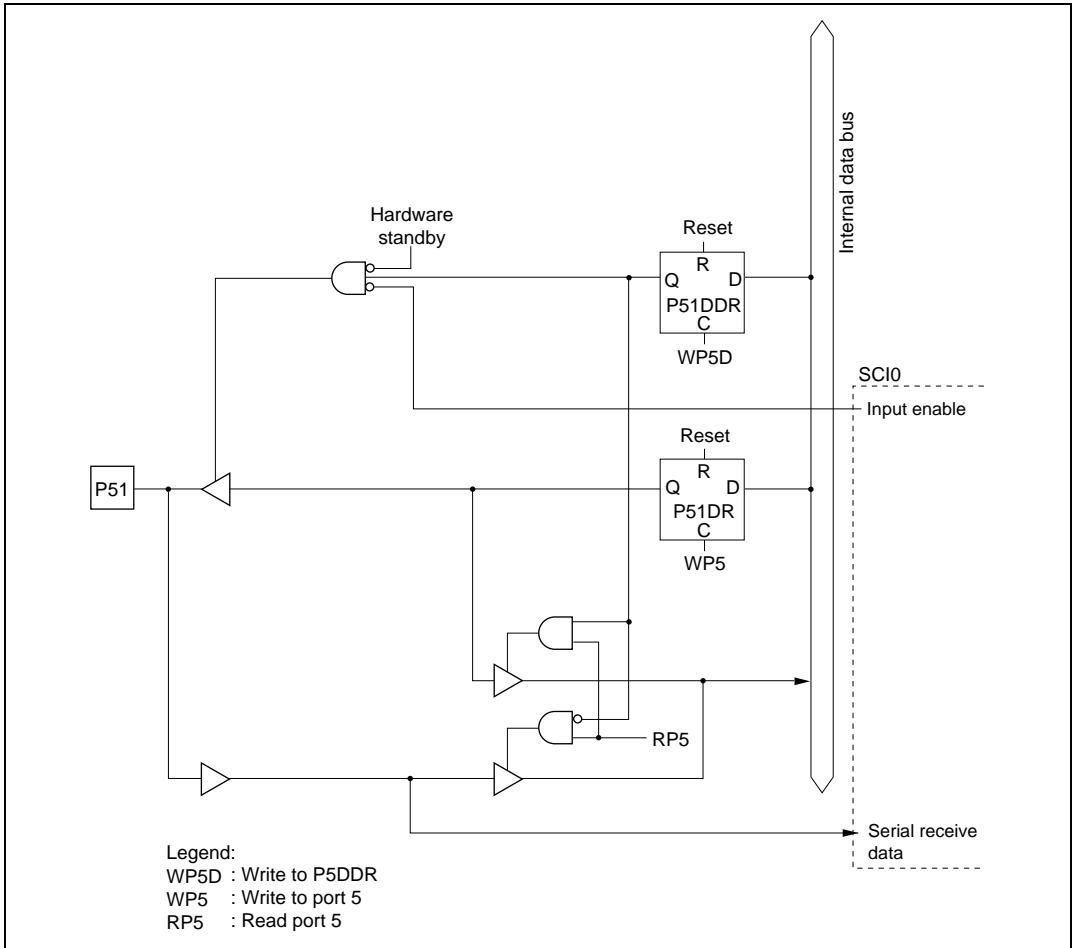 Internal data bus
Hardware
standby
Reset
R
Q
D
P51DDR
C
WP5D
SCI0
Input enable
Reset
R
P51
Q
D
P51DR
C
WP5
RP5
Serial receive
data
Legend:
WP5D : Write to P5DDR
WP5 : Write to port 5
RP5 : Read port 5